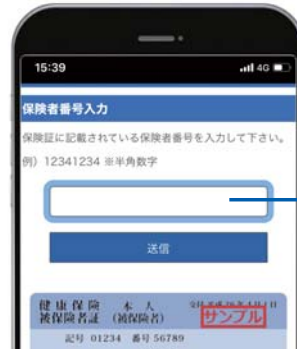 15:39
4G
保険者番号入力
保険証に記載されている保険者番号を入力して下さい。
例）12341234 ※半角数字
送信
健康保険 本人
被保険者証 （被保険者）
サンプル
記号 01234 番号 56789